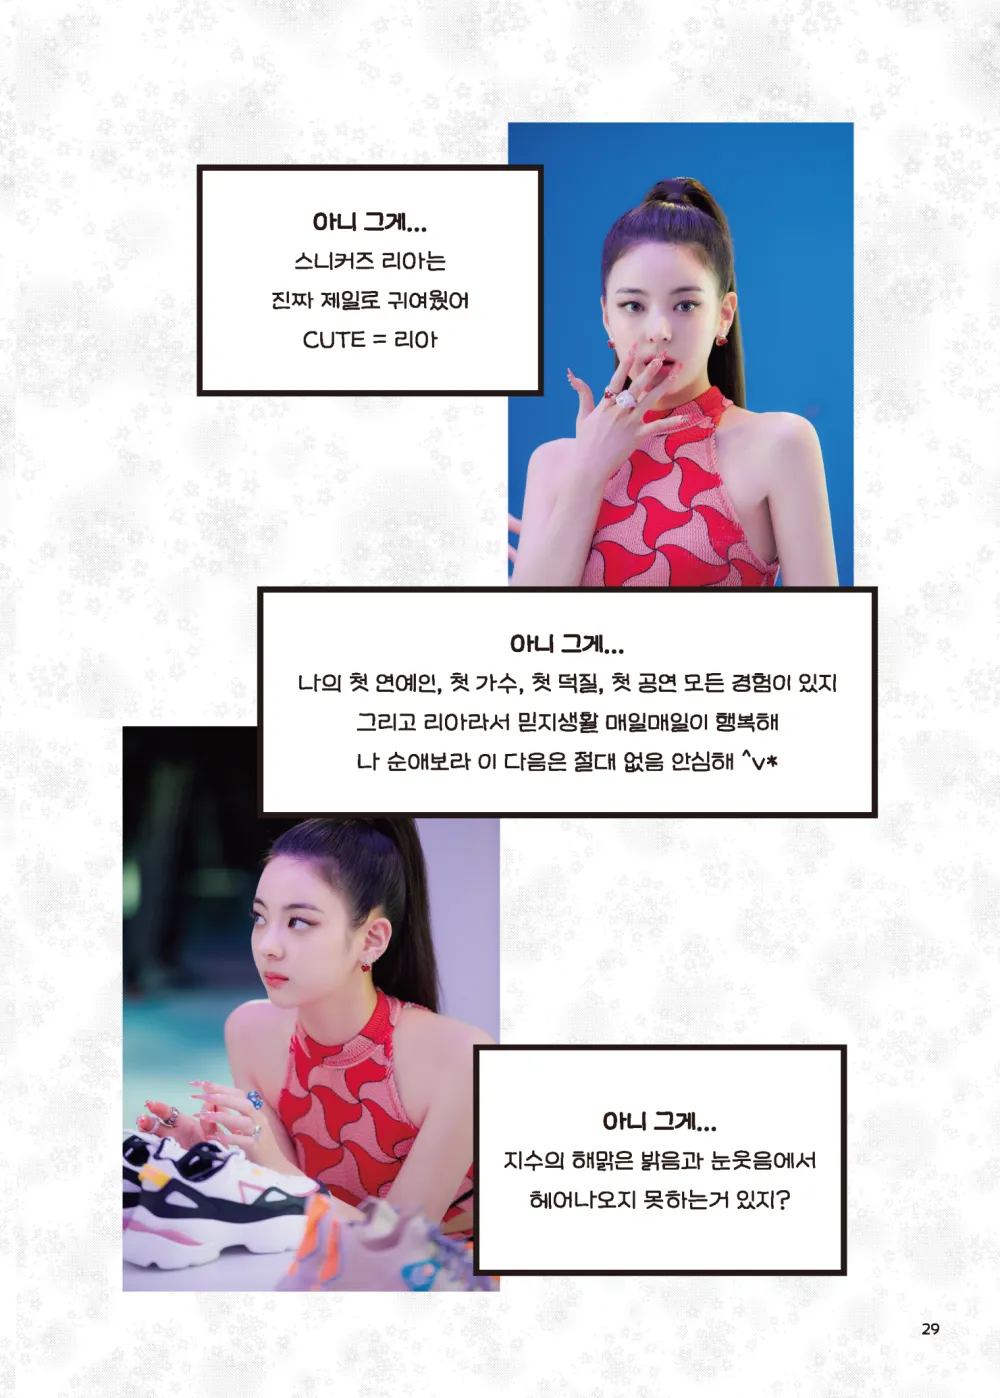 아니 그게...
스니커즈 리아는
진짜 제일로 귀여웠어
CUTE = 리아
아니 그게...
나의 첫 연예인, 첫 가수, 첫 덕질, 첫 공연 모든 경험이 있지
그리고 리아라서 믿지생활 매일매일이 행복해
나 순애보라 이 다음은 절대 없음 안심해 ^v*
아니 그게...
지수의 해맑은 밝음과 눈웃음에서
헤어나오지 못하는거 있지?
29